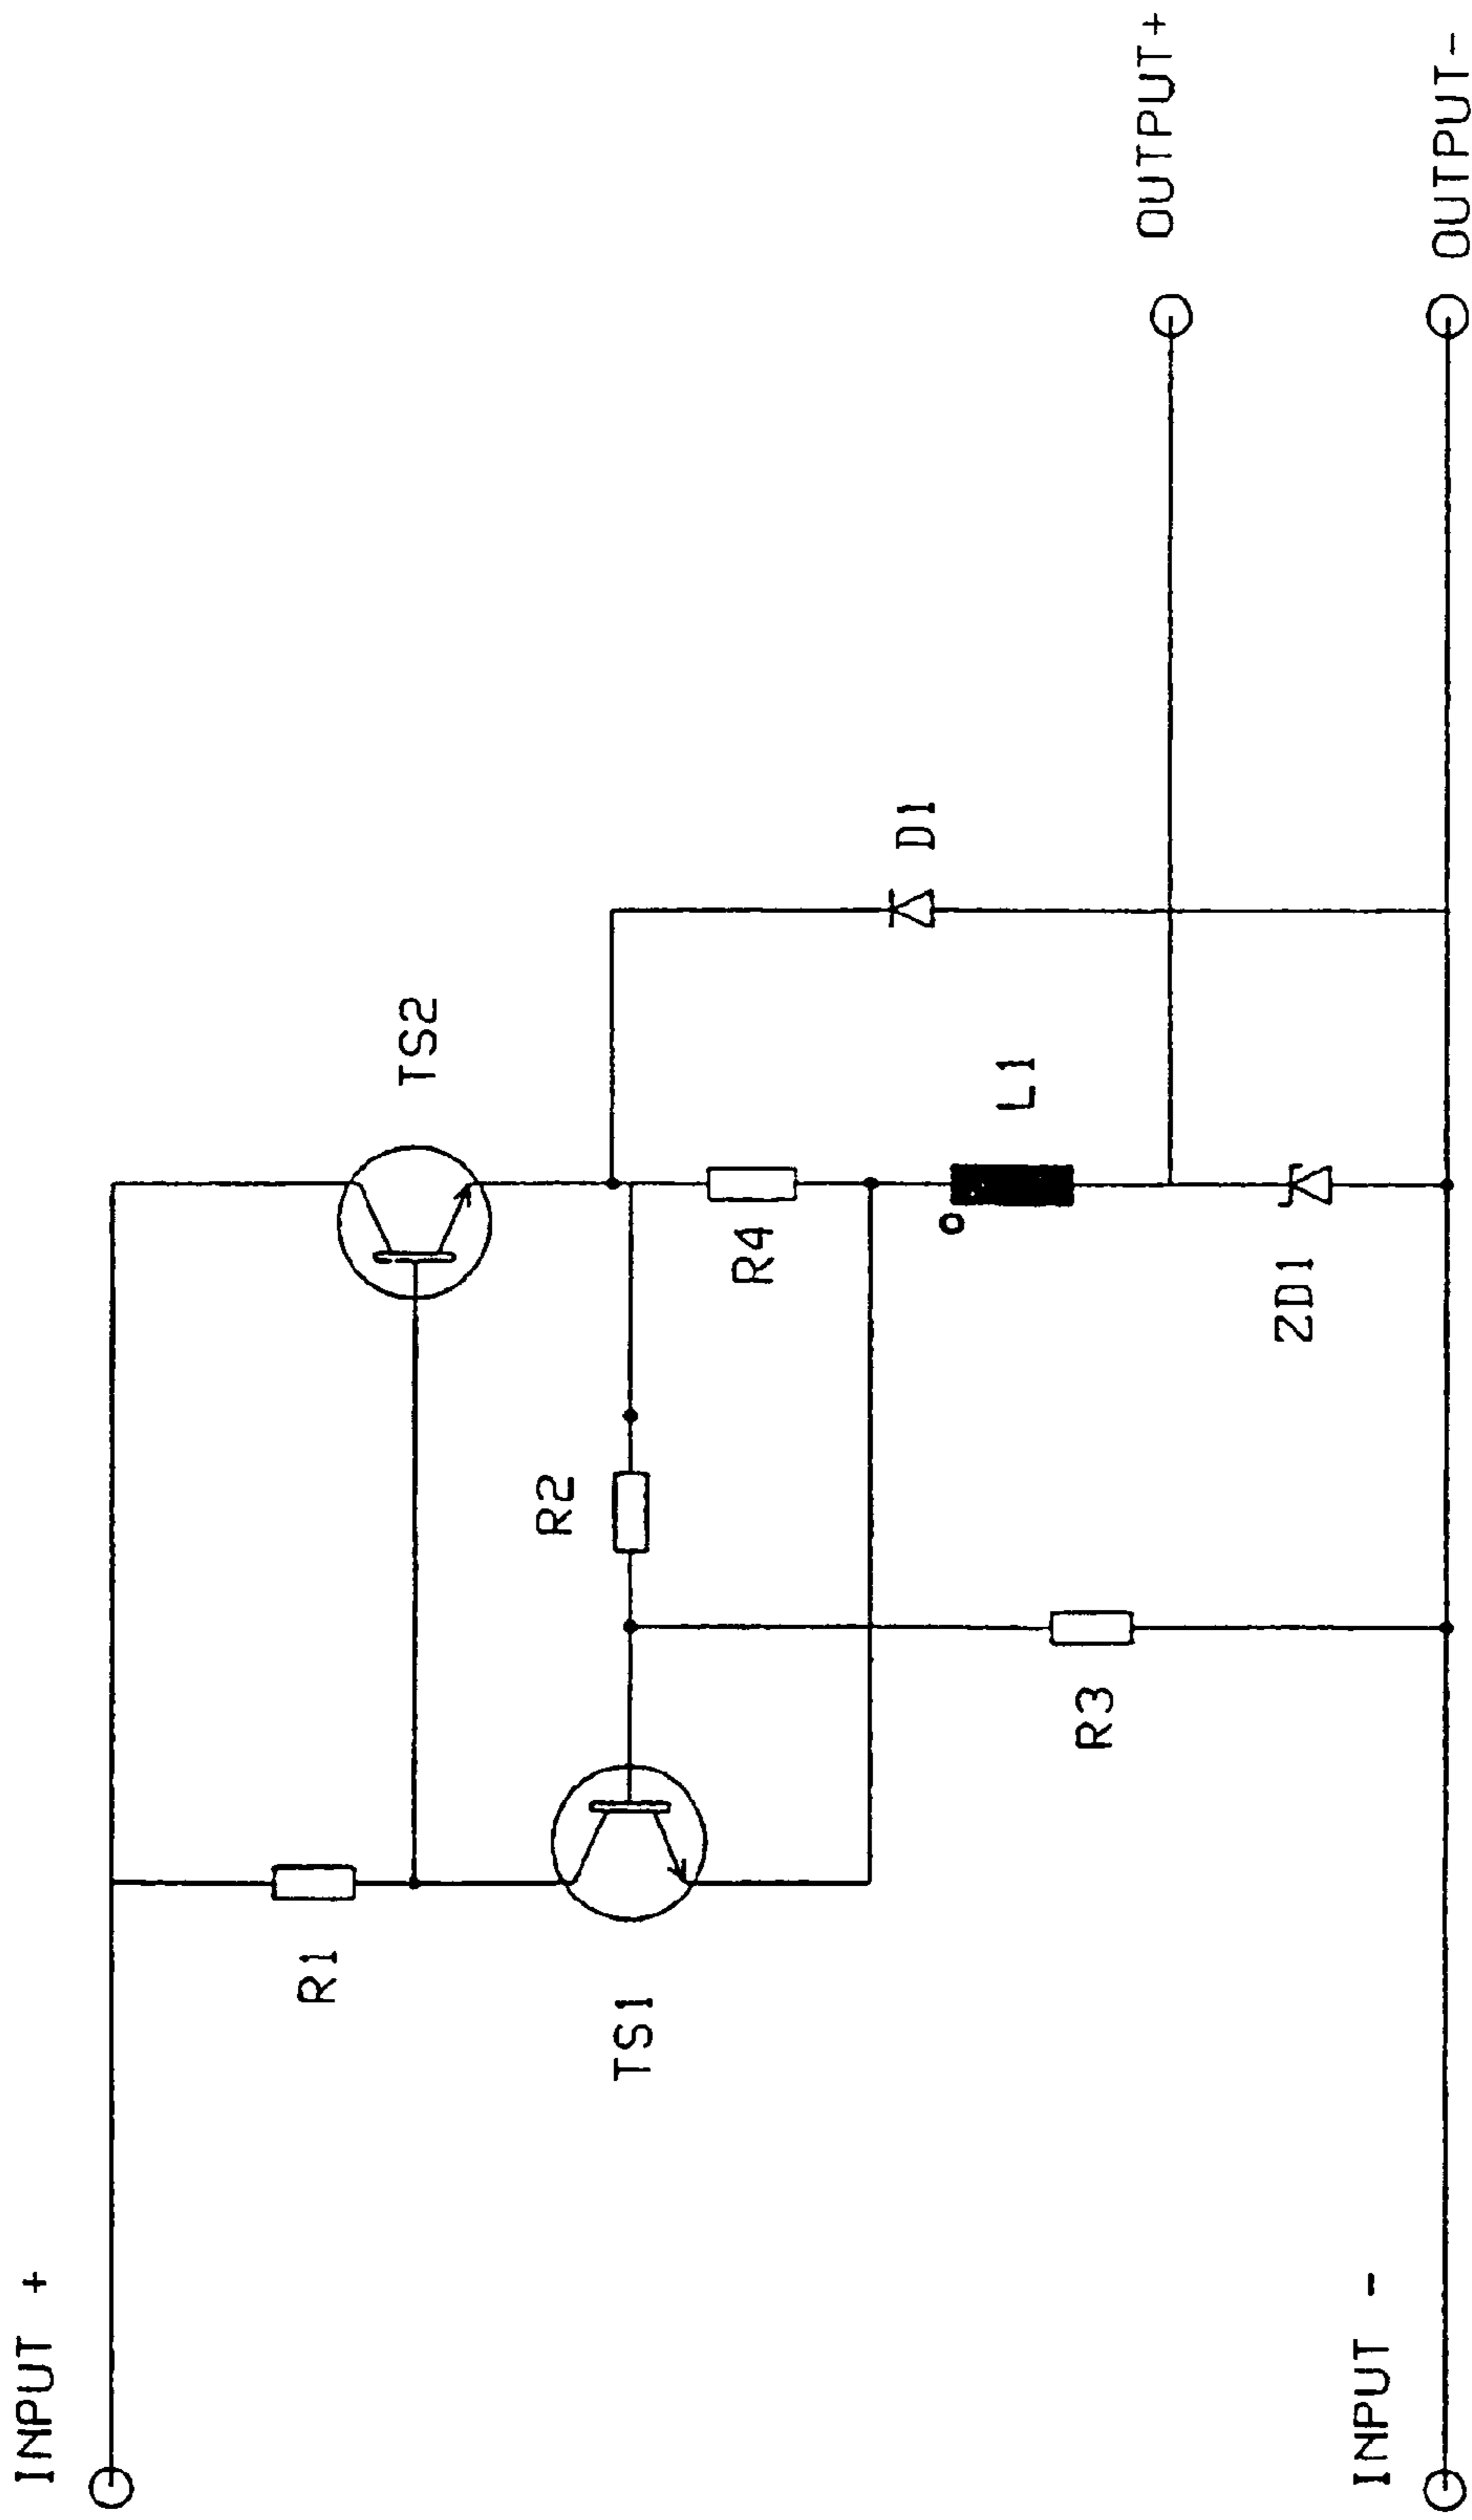 INPUT +
R1
TS1
TS2
R2
R4
L1
D1
R3
ZD1
OUTPUT+
INPUT -
OUTPUT-